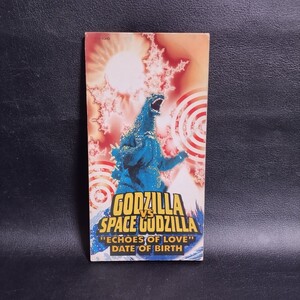 GODZILLA
VS
SPACE GODZILLA
"ECHOES OF LOVE"
DATE OF BIRTH